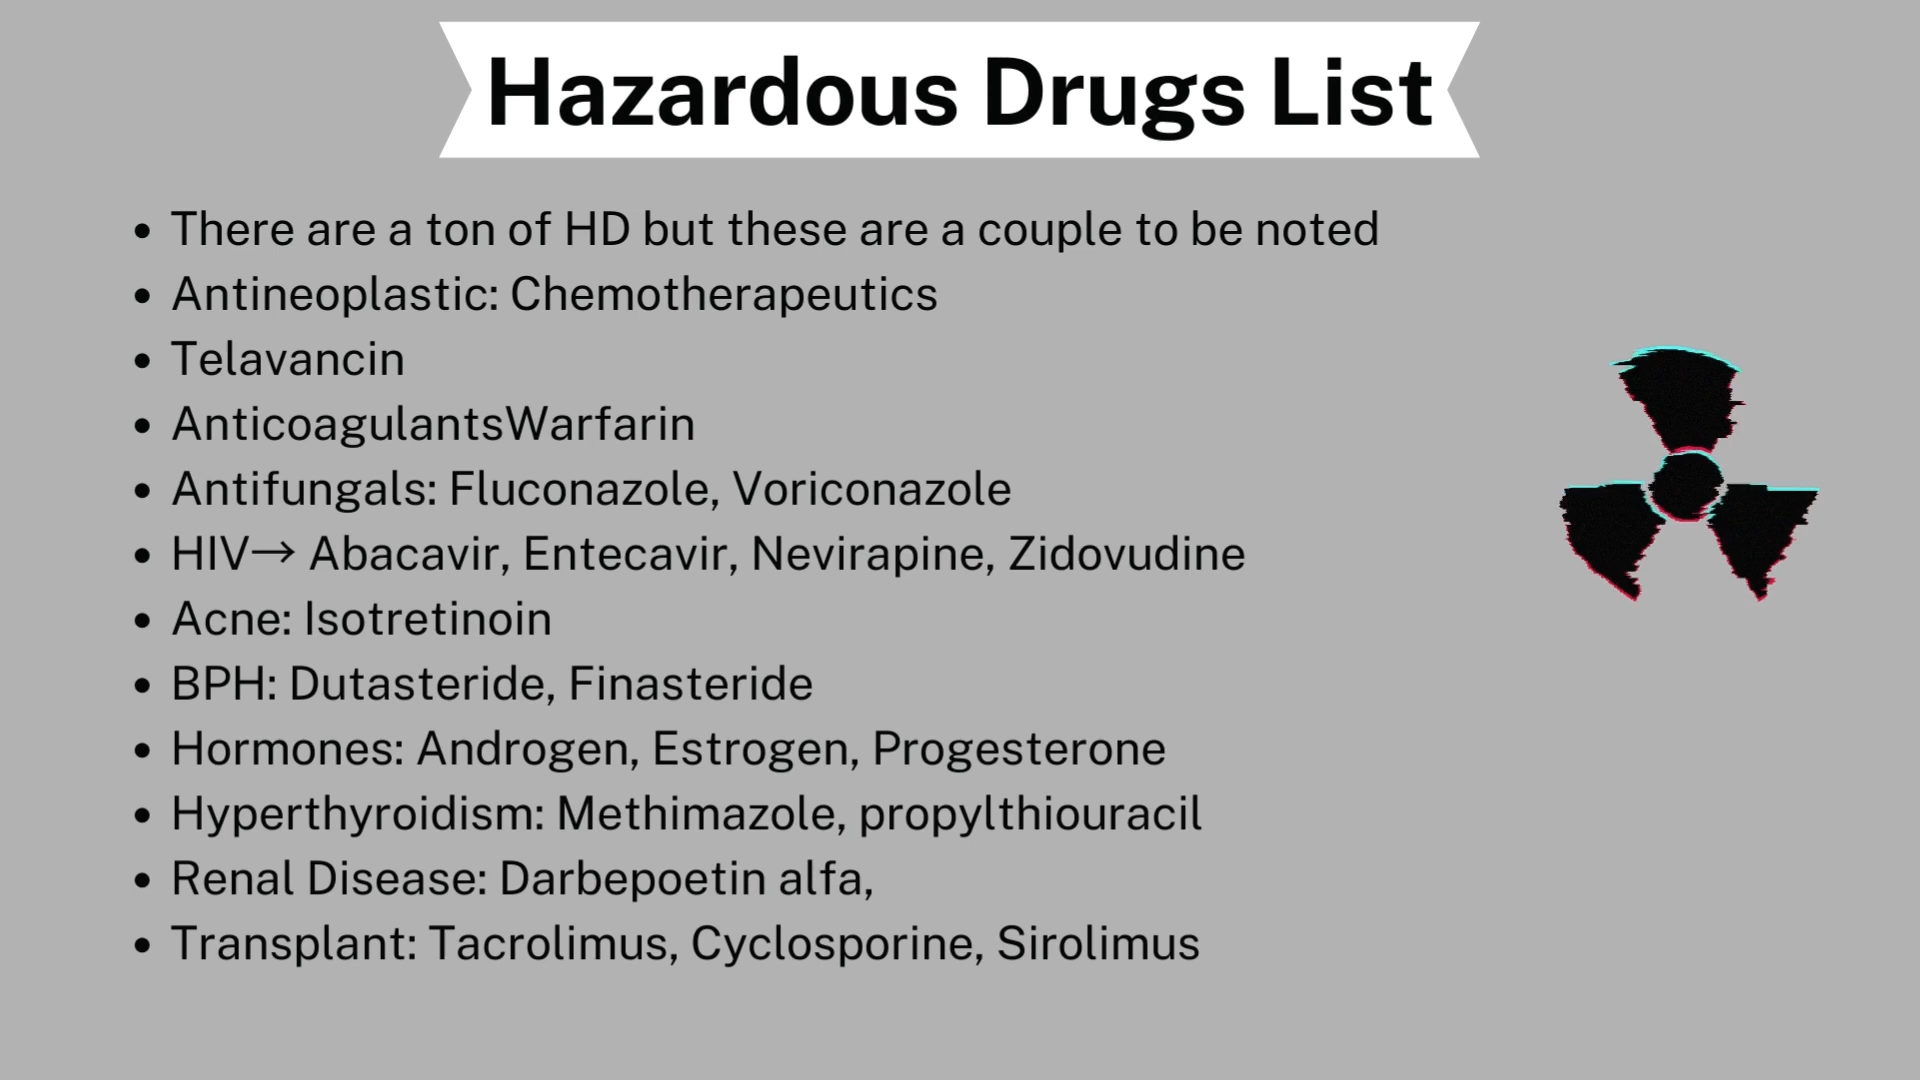 Hazardous Drugs List
• There are a ton of HD but these are a couple to be noted
• Antineoplastic: Chemotherapeutics
• Telavancin
• AnticoagulantsWarfarin
• Antifungals: Fluconazole, Voriconazole
• HIV→ Abacavir, Entecavir, Nevirapine, Zidovudine
• Acne: Isotretinoin
• BPH: Dutasteride, Finasteride
• Hormones: Androgen, Estrogen, Progesterone
• Hyperthyroidism: Methimazole, propylthiouracil
• Renal Disease: Darbepoetin alfa,
• Transplant: Tacrolimus, Cyclosporine, Sirolimus